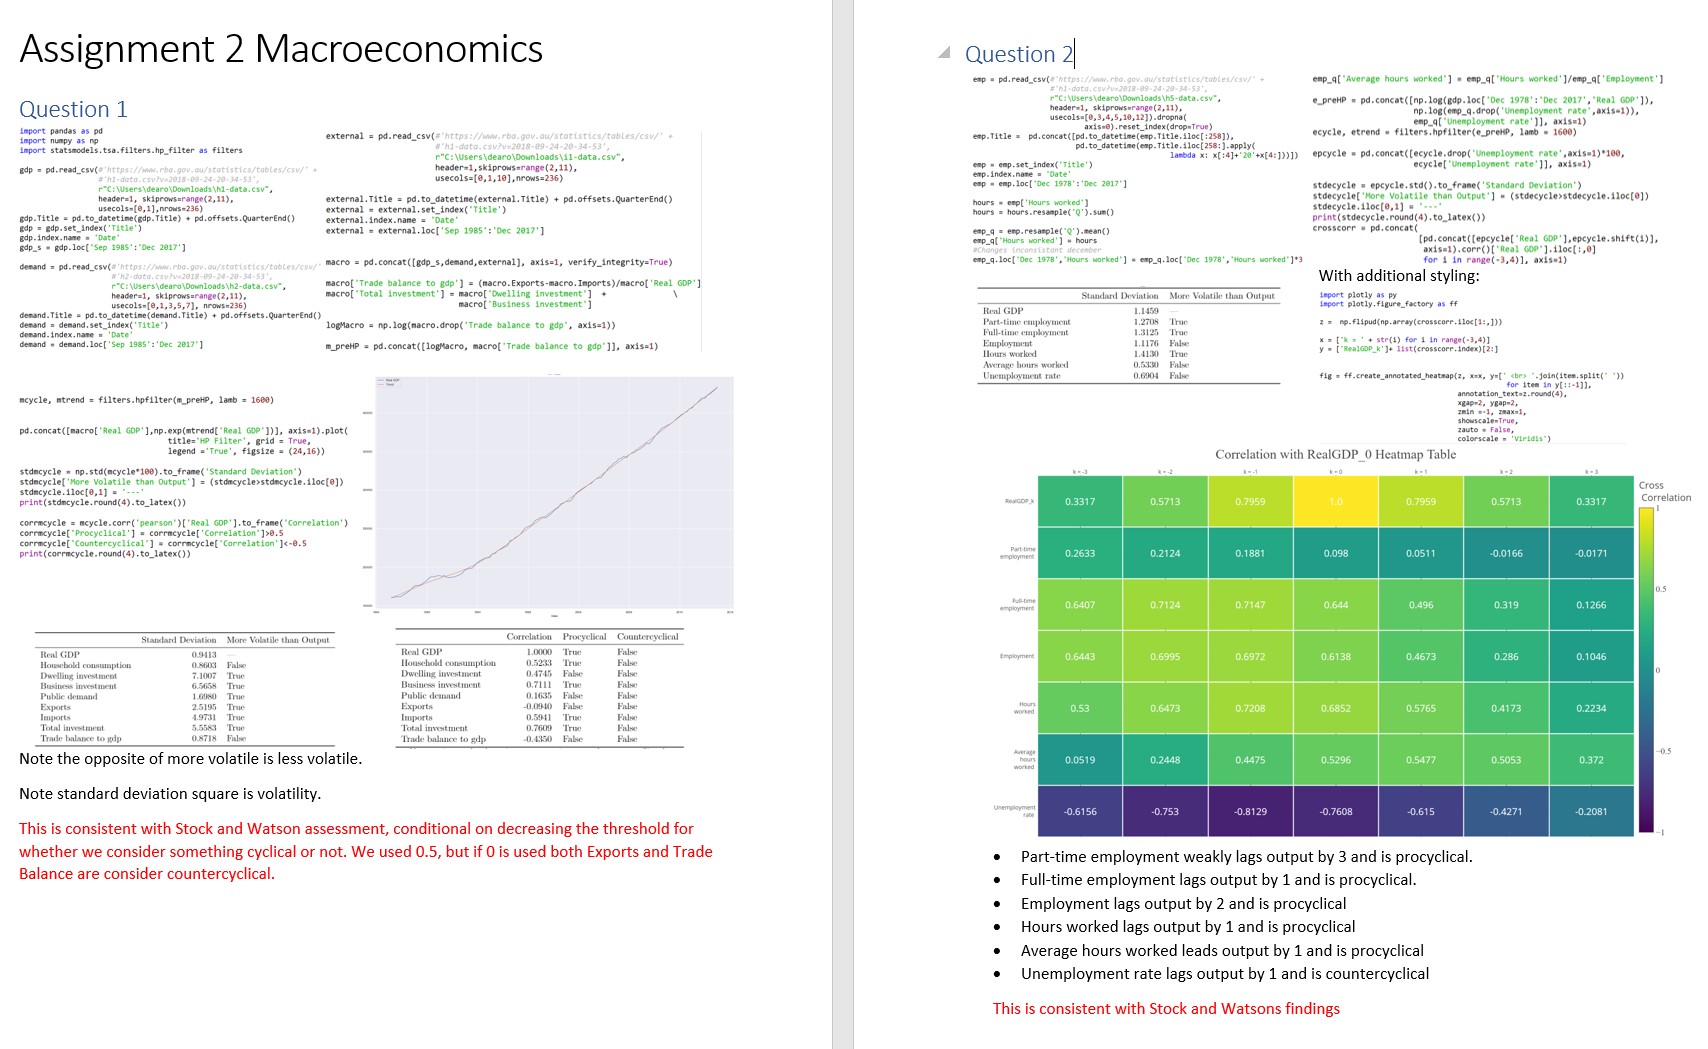 Assignment 2 Macroeconomics
Question 1
import pandas as pd
import numpy as np
import statsmodels.tsa.filters.hp_filter as filters
gdp = pd.read_csv(#'https://www.rba.gov.au/statistics/tables/csv/' +
#'h1-data.csv?v=2018-09-24-20-34-53',
r"C:\Users\dearo\Downloads\h1-data.csv",
header=1, skiprows=range(2,11),
usecols=[0,1],nrows=236)
gdp.Title = pd.to_datetime(gdp.Title) + pd.offsets.QuarterEnd()
gdp = gdp.set_index('Title')
gdp.index.name = 'Date'
gdp_s = gdp.loc['Sep 1985':'Dec 2017']
demand = pd.read_csv(#'https://www.rba.gov.au/statistics/tables/csv/'
#'h2-data.csv?v=2018-09-24-20-34-53',
r"C:\Users\dearo\Downloads\h2-data.csv",
header=1, skiprows=range(2,11),
usecols=[0,1,3,5,7], nrows=236)
demand.Title = pd.to_datetime(demand.Title) + pd.offsets.QuarterEnd()
demand = demand.set_index('Title')
demand.index.name = 'Date'
demand = demand.loc['Sep 1985':'Dec 2017']
external = pd.read_csv(#'https://www.rba.gov.au/statistics/tables/csv/' +
#'h1-data.csv?v=2018-09-24-20-34-53',
r"C:\Users\dearo\Downloads\i1-data.csv",
header=1,skiprows=range(2,11),
usecols=[0,1,10],nrows=236)
external.Title = pd.to_datetime(external.Title) + pd.offsets.QuarterEnd()
external = external.set_index('Title')
external.index.name = 'Date'
external = external.loc['Sep 1985':'Dec 2017']
macro = pd.concat([gdp_s,demand,external], axis=1, verify_integrity=True)
macro['Trade balance to gdp'] = (macro.Exports-macro.Imports)/macro['Real GDP']
macro['Total investment'] = macro['Dwelling investment'] + \
macro['Business investment']
logMacro = np.log(macro.drop('Trade balance to gdp', axis=1))
m_preHP = pd.concat([logMacro, macro['Trade balance to gdp']], axis=1)
mcycle, mtrend = filters.hpfilter(m_preHP, lamb = 1600)
pd.concat([macro['Real GDP'],np.exp(mtrend['Real GDP'])], axis=1).plot(
title='HP Filter', grid = True,
legend ='True', figsize = (24,16))
stdmcycle = np.std(mcycle*100).to_frame('Standard Deviation')
stdmcycle['More Volatile than Output'] = (stdmcycle>stdmcycle.iloc[0])
stdmcycle.iloc[0,1] = '---'
print(stdmcycle.round(4).to_latex())
corrmcycle = mcycle.corr('pearson')['Real GDP'].to_frame('Correlation')
corrmcycle['Procyclical'] = corrmcycle['Correlation']>0.5
corrmcycle['Countercyclical'] = corrmcycle['Correlation']<-0.5
print(corrmcycle.round(4).to_latex())
Standard Deviation More Volatile than Output
Real GDP 0.9413 —
Household consumption 0.8603 False
Dwelling investment 7.1007 True
Business investment 6.5658 True
Public demand 1.6980 True
Exports 2.5195 True
Imports 4.9731 True
Total investment 5.5583 True
Trade balance to gdp 0.8718 False
Correlation Procyclical Countercyclical
Real GDP 1.0000 True False
Household consumption 0.5233 True False
Dwelling investment 0.4745 False False
Business investment 0.7111 True False
Public demand 0.1635 False False
Exports -0.0940 False False
Imports 0.5941 True False
Total investment 0.7609 True False
Trade balance to gdp -0.4350 False False
Note the opposite of more volatile is less volatile.
Note standard deviation square is volatility.
This is consistent with Stock and Watson assessment, conditional on decreasing the threshold for
whether we consider something cyclical or not. We used 0.5, but if 0 is used both Exports and Trade
Balance are consider countercyclical.
Question 2
emp = pd.read_csv(#'https://www.rba.gov.au/statistics/tables/csv/' +
#'h1-data.csv?v=2018-09-24-20-34-53',
r"C:\Users\dearo\Downloads\h5-data.csv",
header=1, skiprows=range(2,11),
usecols=[0,3,4,5,10,12]).dropna(
axis=0).reset_index(drop=True)
emp.Title = pd.concat([pd.to_datetime(emp.Title.iloc[:258]),
pd.to_datetime(emp.Title.iloc[258:].apply(
lambda x: x[:4]+'20'+x[4:]))])
emp = emp.set_index('Title')
emp.index.name = 'Date'
emp = emp.loc['Dec 1978':'Dec 2017']
hours = emp['Hours worked']
hours = hours.resample('Q').sum()
emp_q = emp.resample('Q').mean()
emp_q['Hours worked'] = hours
#Changes inconsistant december
emp_q.loc['Dec 1978','Hours worked'] = emp_q.loc['Dec 1978','Hours worked']*3
Standard Deviation More Volatile than Output
Real GDP 1.1459 —
Part-time employment 1.2708 True
Full-time employment 1.3125 True
Employment 1.1176 False
Hours worked 1.4130 True
Average hours worked 0.5330 False
Unemployment rate 0.6904 False
emp_q['Average hours worked'] = emp_q['Hours worked']/emp_q['Employment']
e_preHP = pd.concat([np.log(gdp.loc['Dec 1978':'Dec 2017','Real GDP']),
np.log(emp_q.drop('Unemployment rate',axis=1)),
emp_q['Unemployment rate']], axis=1)
ecycle, etrend = filters.hpfilter(e_preHP, lamb = 1600)
epcycle = pd.concat([ecycle.drop('Unemployment rate',axis=1)*100,
ecycle['Unemployment rate']], axis=1)
stdecycle = epcycle.std().to_frame('Standard Deviation')
stdecycle['More Volatile than Output'] = (stdecycle>stdecycle.iloc[0])
stdecycle.iloc[0,1] = '---'
print(stdecycle.round(4).to_latex())
crosscorr = pd.concat(
[pd.concat([epcycle['Real GDP'],epcycle.shift(i)],
axis=1).corr()['Real GDP'].iloc[:,0]
for i in range(-3,4)], axis=1)
With additional styling:
import plotly as py
import plotly.figure_factory as ff
z = np.flipud(np.array(crosscorr.iloc[1:,]))
x = ['k = ' + str(i) for i in range(-3,4)]
y = ['RealGDP_k']+ list(crosscorr.index)[2:]
fig = ff.create_annotated_heatmap(z, x=x, y=[' <br> '.join(item.split(' '))
for item in y[::-1]],
annotation_text=z.round(4),
xgap=2, ygap=2,
zmin =-1, zmax=1,
showscale=True,
zauto = False,
colorscale = 'Viridis')
Correlation with RealGDP_0 Heatmap Table
k = -3 k = -2 k = -1 k = 0 k = 1 k = 2 k = 3
RealGDP_k 0.3317 0.5713 0.7959 1.0 0.7959 0.5713 0.3317
Part-time employment 0.2633 0.2124 0.1881 0.098 0.0511 -0.0166 -0.0171
Full-time employment 0.6407 0.7124 0.7147 0.644 0.496 0.319 0.1266
Employment 0.6443 0.6995 0.6972 0.6138 0.4673 0.286 0.1046
Hours worked 0.53 0.6473 0.7208 0.6852 0.5765 0.4173 0.2234
Average hours worked 0.0519 0.2448 0.4475 0.5296 0.5477 0.5053 0.372
Unemployment rate -0.6156 -0.753 -0.8129 -0.7608 -0.615 -0.4271 -0.2081
Cross
Correlation
1
0.5
0
-0.5
-1
• Part-time employment weakly lags output by 3 and is procyclical.
• Full-time employment lags output by 1 and is procyclical.
• Employment lags output by 2 and is procyclical
• Hours worked lags output by 1 and is procyclical
• Average hours worked leads output by 1 and is procyclical
• Unemployment rate lags output by 1 and is countercyclical
This is consistent with Stock and Watsons findings